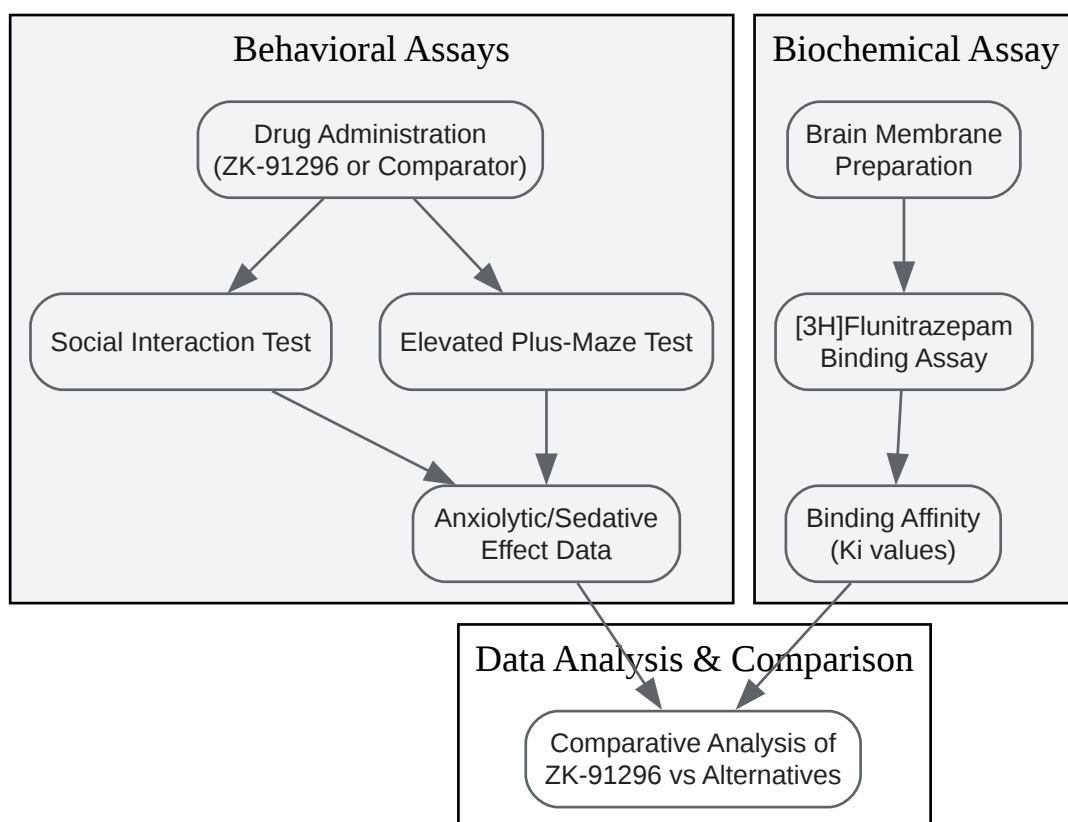 Behavioral Assays
Drug Administration
(ZK-91296 or Comparator)
Social Interaction Test
Elevated Plus-Maze Test
Anxiolytic/Sedative
Effect Data
Biochemical Assay
Brain Membrane
Preparation
[3H]Flunitrazepam
Binding Assay
Binding Affinity
(Ki values)
Data Analysis & Comparison
Comparative Analysis of
ZK-91296 vs Alternatives